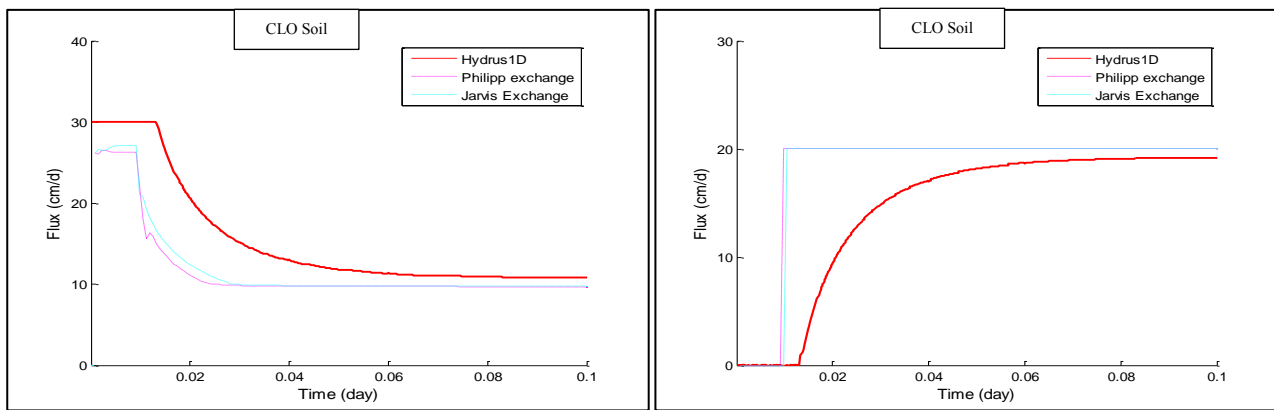 CLO Soil
40
30
20
10
0
Flux (cm/d)
Hydrus1D
Philipp exchange
Jarvis Exchange
0.02
0.04
0.06
0.08
0.1
Time (day)
CLO Soil
30
20
10
0
Flux (cm/d)
Hydrus1D
Philipp exchange
Jarvis Exchange
0.02
0.04
0.06
0.08
0.1
Time (day)